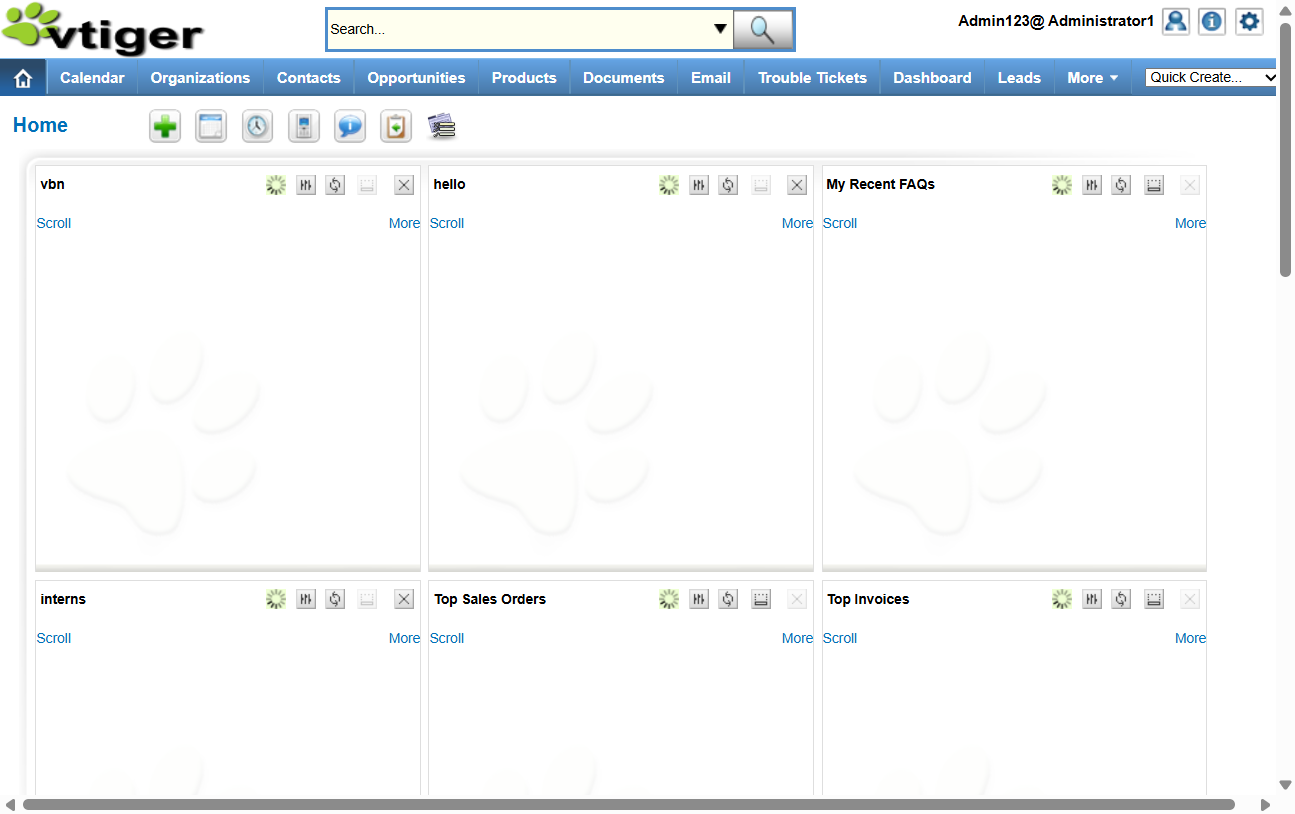 vtiger
Search...
Admin123@ Administrator1
Calendar Organizations Contacts Opportunities Products Documents Email Trouble Tickets Dashboard Leads More Quick Create...
Home
vbn hello My Recent FAQs
Scroll More Scroll More Scroll More
interns Top Sales Orders Top Invoices
Scroll More Scroll More Scroll More